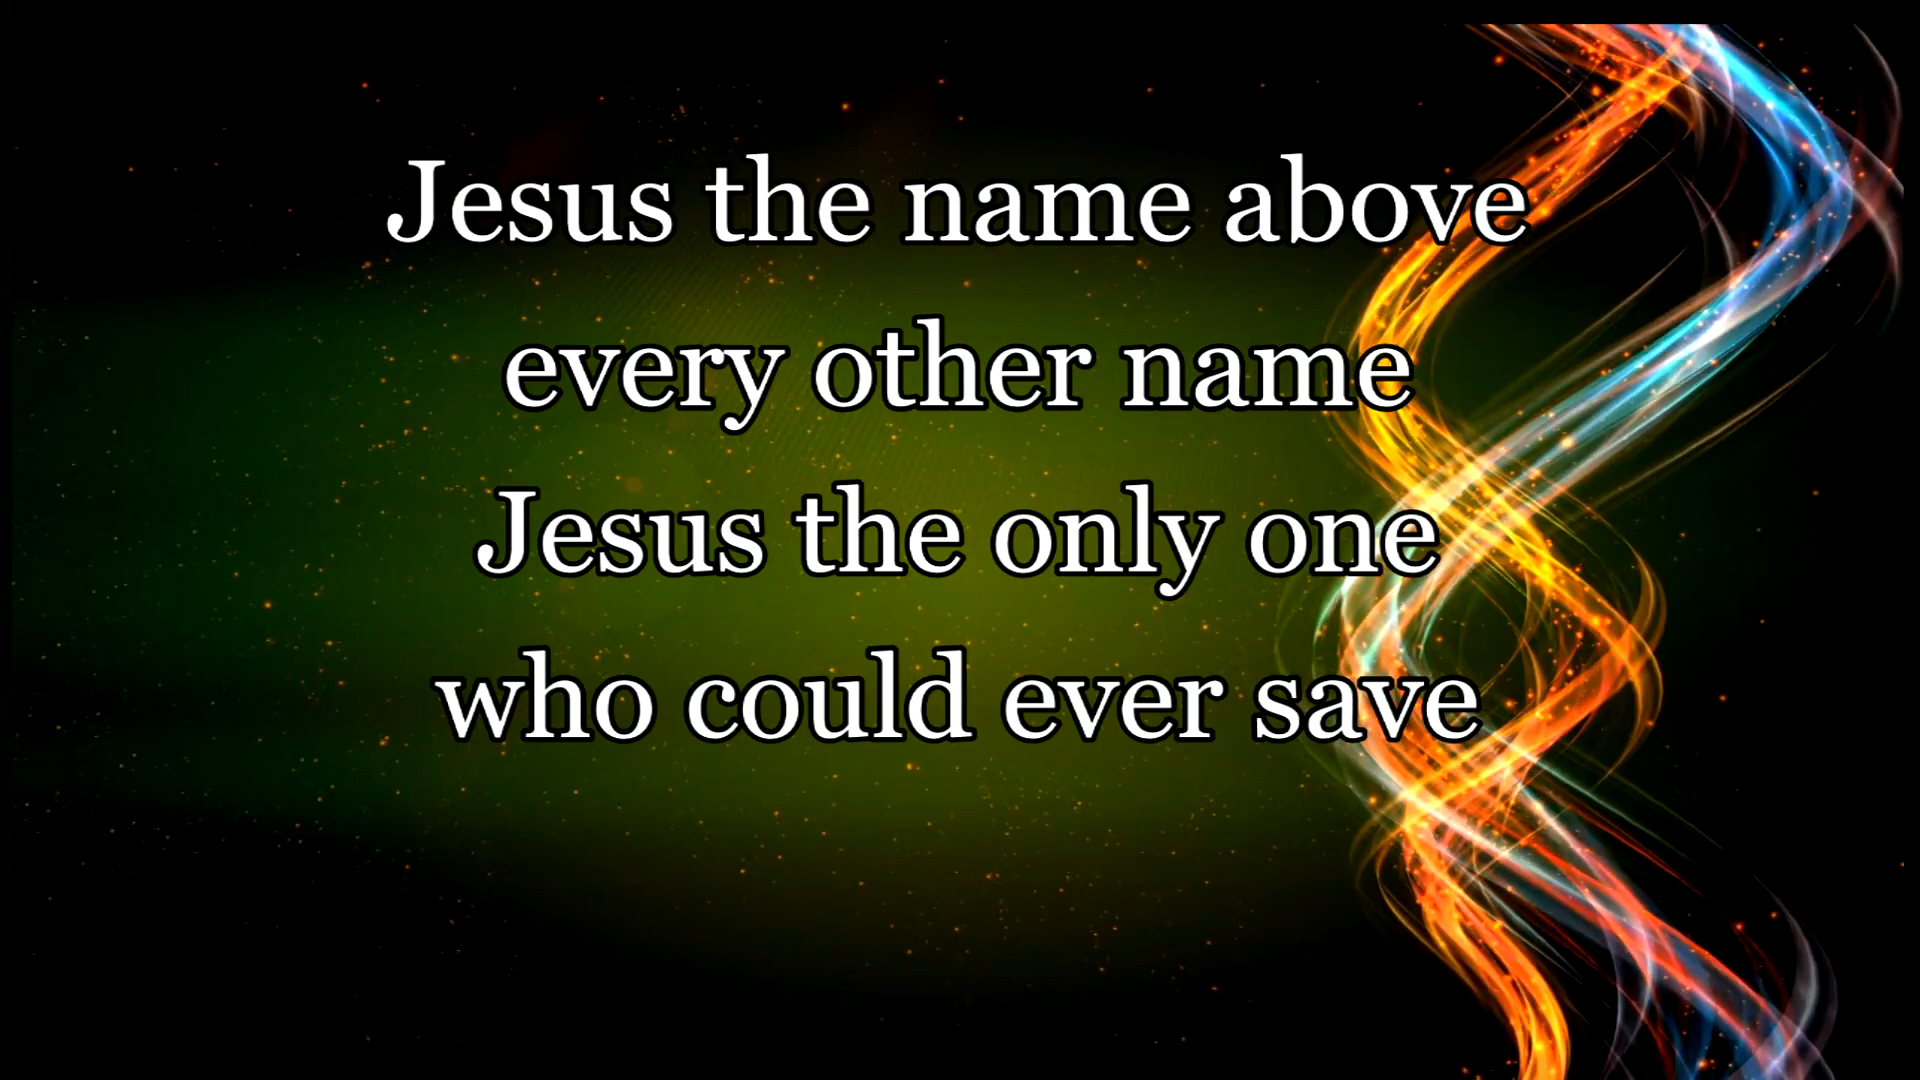 Jesus the name above
every other name
Jesus the only one
who could ever save